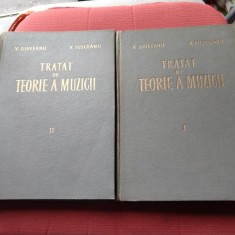 V. GIULEANU V. IUȘCEANU
TRATAT
DE
TEORIE A MUZICII
II
V. GIULEANU V. IUȘCEANU
TRATAT
DE
TEORIE A MUZICII
I